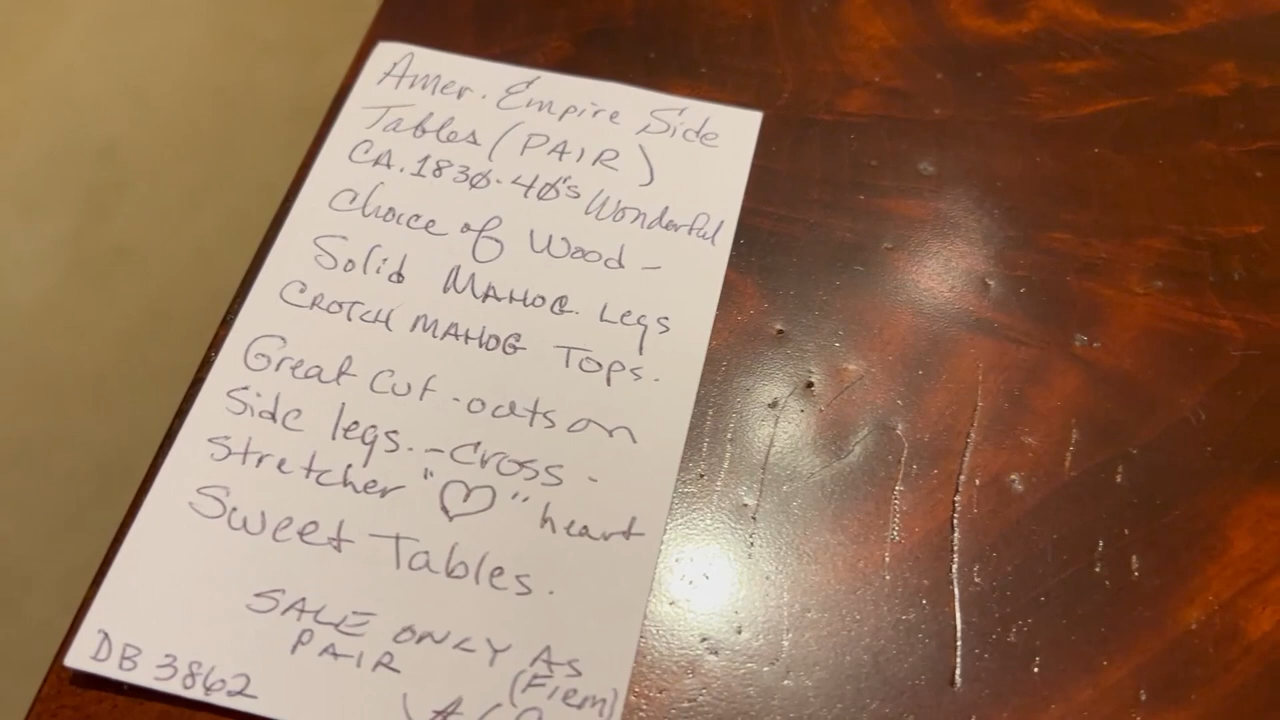 Amer. Empire Side
Tables (PAIR)
CA. 1830-40's Wonderful
Choice of Wood -
Solid MAHOG. Legs
CROTCH MAHOG TOPS.
Great cut-outs on
Side legs. - Cross -
Stretcher "♡" heart
Sweet Tables.
SALE ONLY AS
PAIR (Firm)
DB 3862